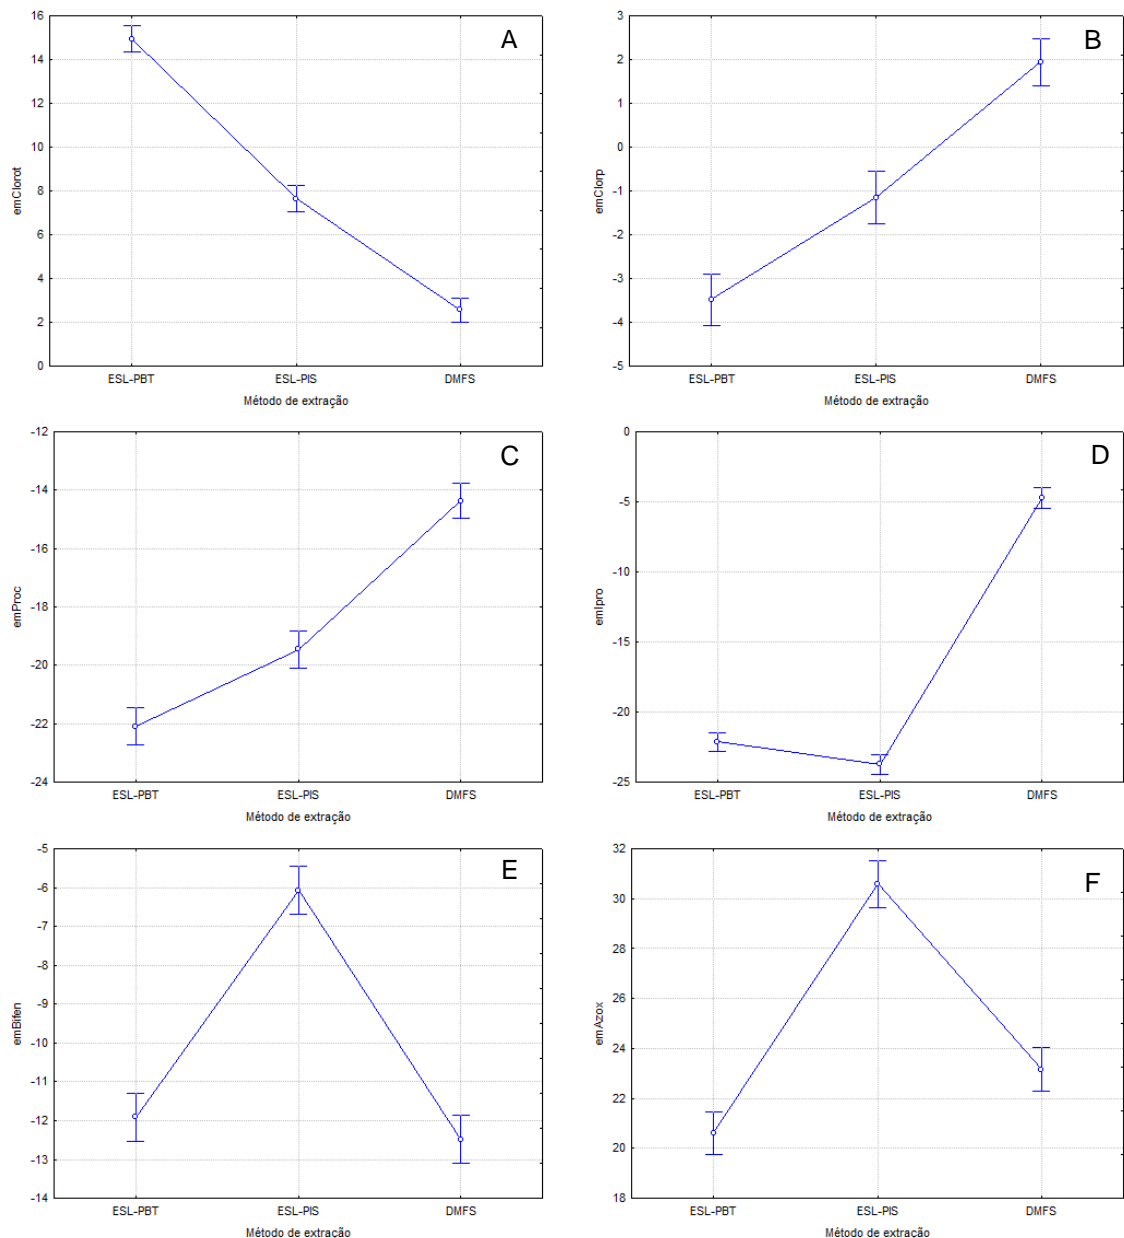 A
16
14
12
10
8
6
4
2
0
emClorot
ESL-PBT ESL-PIS DMFS
Método de extração
B
3
2
1
0
-1
-2
-3
-4
-5
emClorp
ESL-PBT ESL-PIS DMFS
Método de extração
C
-12
-14
-16
-18
-20
-22
-24
emProc
ESL-PBT ESL-PIS DMFS
Método de extração
D
0
-5
-10
-15
-20
-25
emIpro
ESL-PBT ESL-PIS DMFS
Método de extração
E
-5
-6
-7
-8
-9
-10
-11
-12
-13
-14
emBifen
ESL-PBT ESL-PIS DMFS
Método de extração
F
32
30
28
26
24
22
20
18
emAzox
ESL-PBT ESL-PIS DMFS
Método de extração